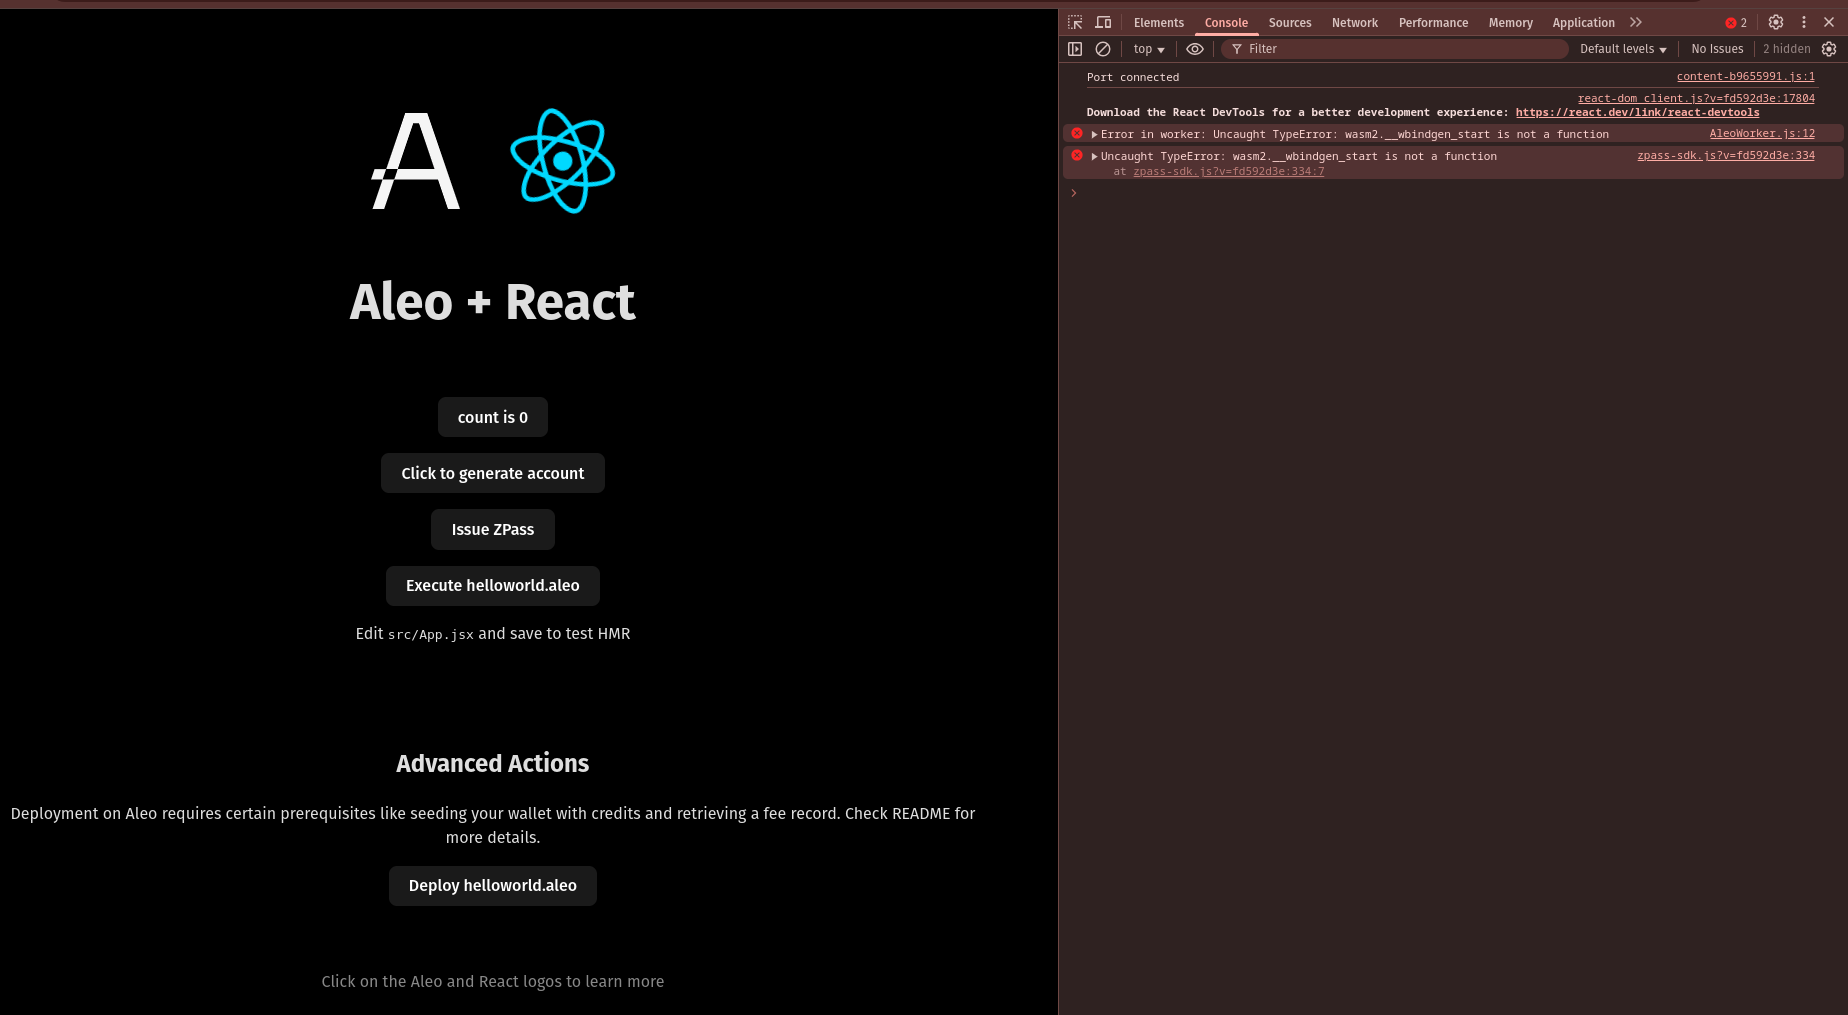 Aleo + React
count is 0
Click to generate account
Issue ZPass
Execute helloworld.aleo
Edit src/App.jsx and save to test HMR
Advanced Actions
Deployment on Aleo requires certain prerequisites like seeding your wallet with credits and retrieving a fee record. Check README for
more details.
Deploy helloworld.aleo
Click on the Aleo and React logos to learn more
Elements Console Sources Network Performance Memory Application 2
top Filter Default levels No Issues 2 hidden
Port connected content-b9655991.js:1
react-dom_client.js?v=fd592d3e:17804
Download the React DevTools for a better development experience: https://react.dev/link/react-devtools
Error in worker: Uncaught TypeError: wasm2.__wbindgen_start is not a function AleoWorker.js:12
Uncaught TypeError: wasm2.__wbindgen_start is not a function zpass-sdk.js?v=fd592d3e:334
at zpass-sdk.js?v=fd592d3e:334:7